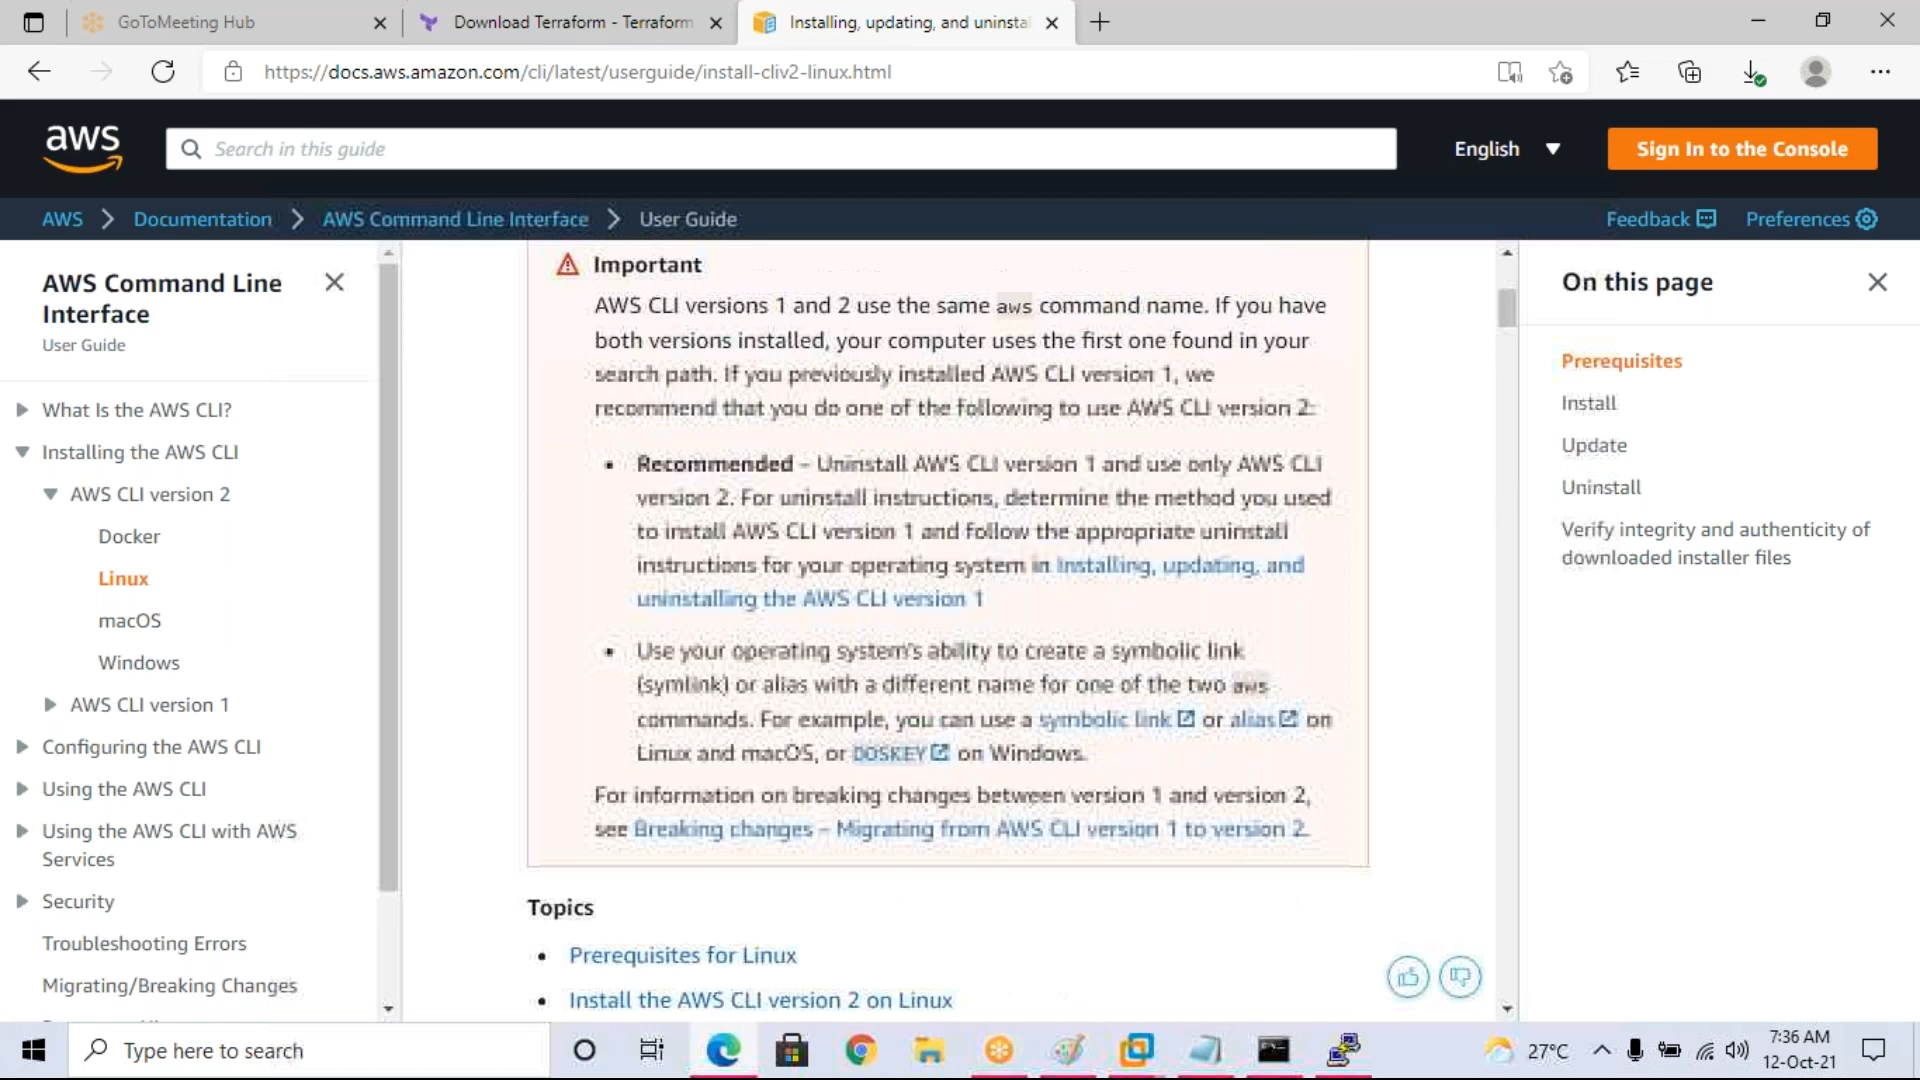 GoToMeeting Hub
Download Terraform - Terraform
Installing, updating, and uninstal
https://docs.aws.amazon.com/cli/latest/userguide/install-cliv2-linux.html
aws
Search in this guide
English
Sign In to the Console
AWS
Documentation
AWS Command Line Interface
User Guide
Feedback
Preferences
AWS Command Line
Interface
User Guide
What Is the AWS CLI?
Installing the AWS CLI
AWS CLI version 2
Docker
Linux
macOS
Windows
AWS CLI version 1
Configuring the AWS CLI
Using the AWS CLI
Using the AWS CLI with AWS
Services
Security
Troubleshooting Errors
Migrating/Breaking Changes
Important
AWS CLI versions 1 and 2 use the same aws command name. If you have
both versions installed, your computer uses the first one found in your
search path. If you previously installed AWS CLI version 1, we
recommend that you do one of the following to use AWS CLI version 2:
• Recommended – Uninstall AWS CLI version 1 and use only AWS CLI
version 2. For uninstall instructions, determine the method you used
to install AWS CLI version 1 and follow the appropriate uninstall
instructions for your operating system in Installing, updating, and
uninstalling the AWS CLI version 1
• Use your operating system's ability to create a symbolic link
(symlink) or alias with a different name for one of the two aws
commands. For example, you can use a symbolic link or alias on
Linux and macOS, or DOSKEY on Windows.
For information on breaking changes between version 1 and version 2,
see Breaking changes – Migrating from AWS CLI version 1 to version 2.
Topics
• Prerequisites for Linux
• Install the AWS CLI version 2 on Linux
On this page
Prerequisites
Install
Update
Uninstall
Verify integrity and authenticity of
downloaded installer files
Type here to search
27°C
7:36 AM
12-Oct-21